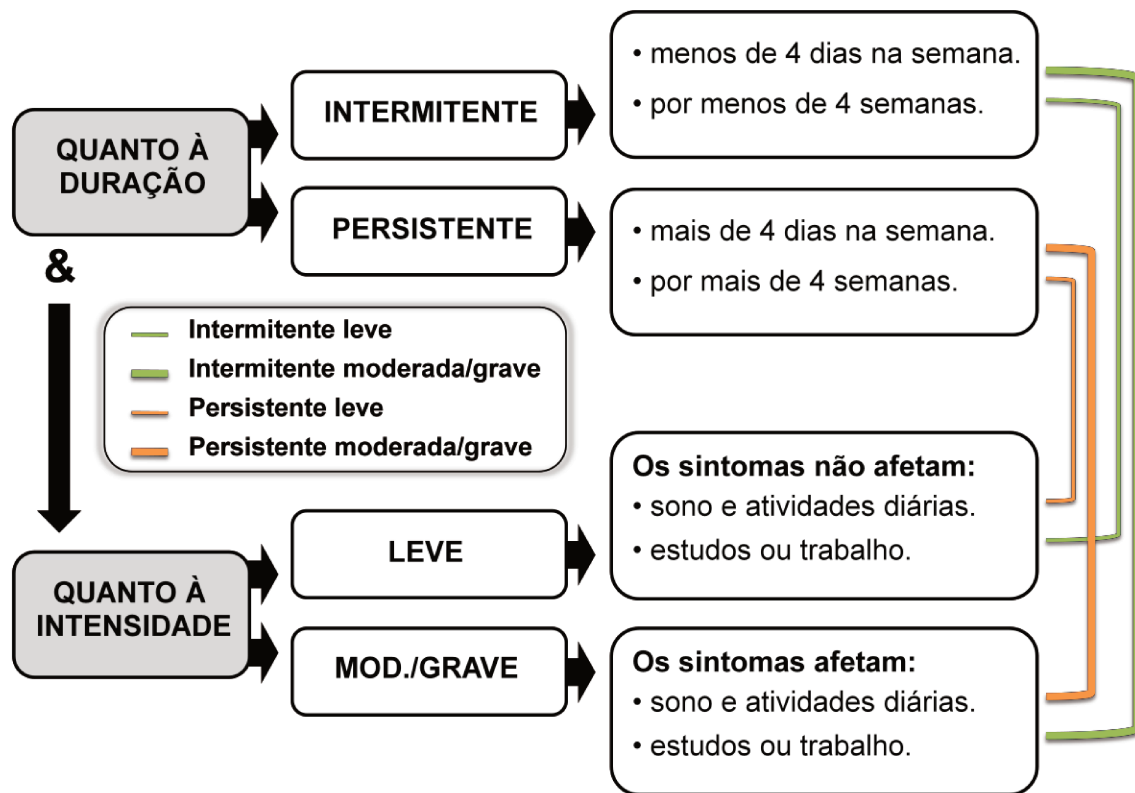 QUANTO À
DURAÇÃO
INTERMITENTE
• menos de 4 dias na semana.
• por menos de 4 semanas.
PERSISTENTE
• mais de 4 dias na semana.
• por mais de 4 semanas.
&
Intermitente leve
Intermitente moderada/grave
Persistente leve
Persistente moderada/grave
QUANTO À
INTENSIDADE
LEVE
Os sintomas não afetam:
• sono e atividades diárias.
• estudos ou trabalho.
MOD./GRAVE
Os sintomas afetam:
• sono e atividades diárias.
• estudos ou trabalho.